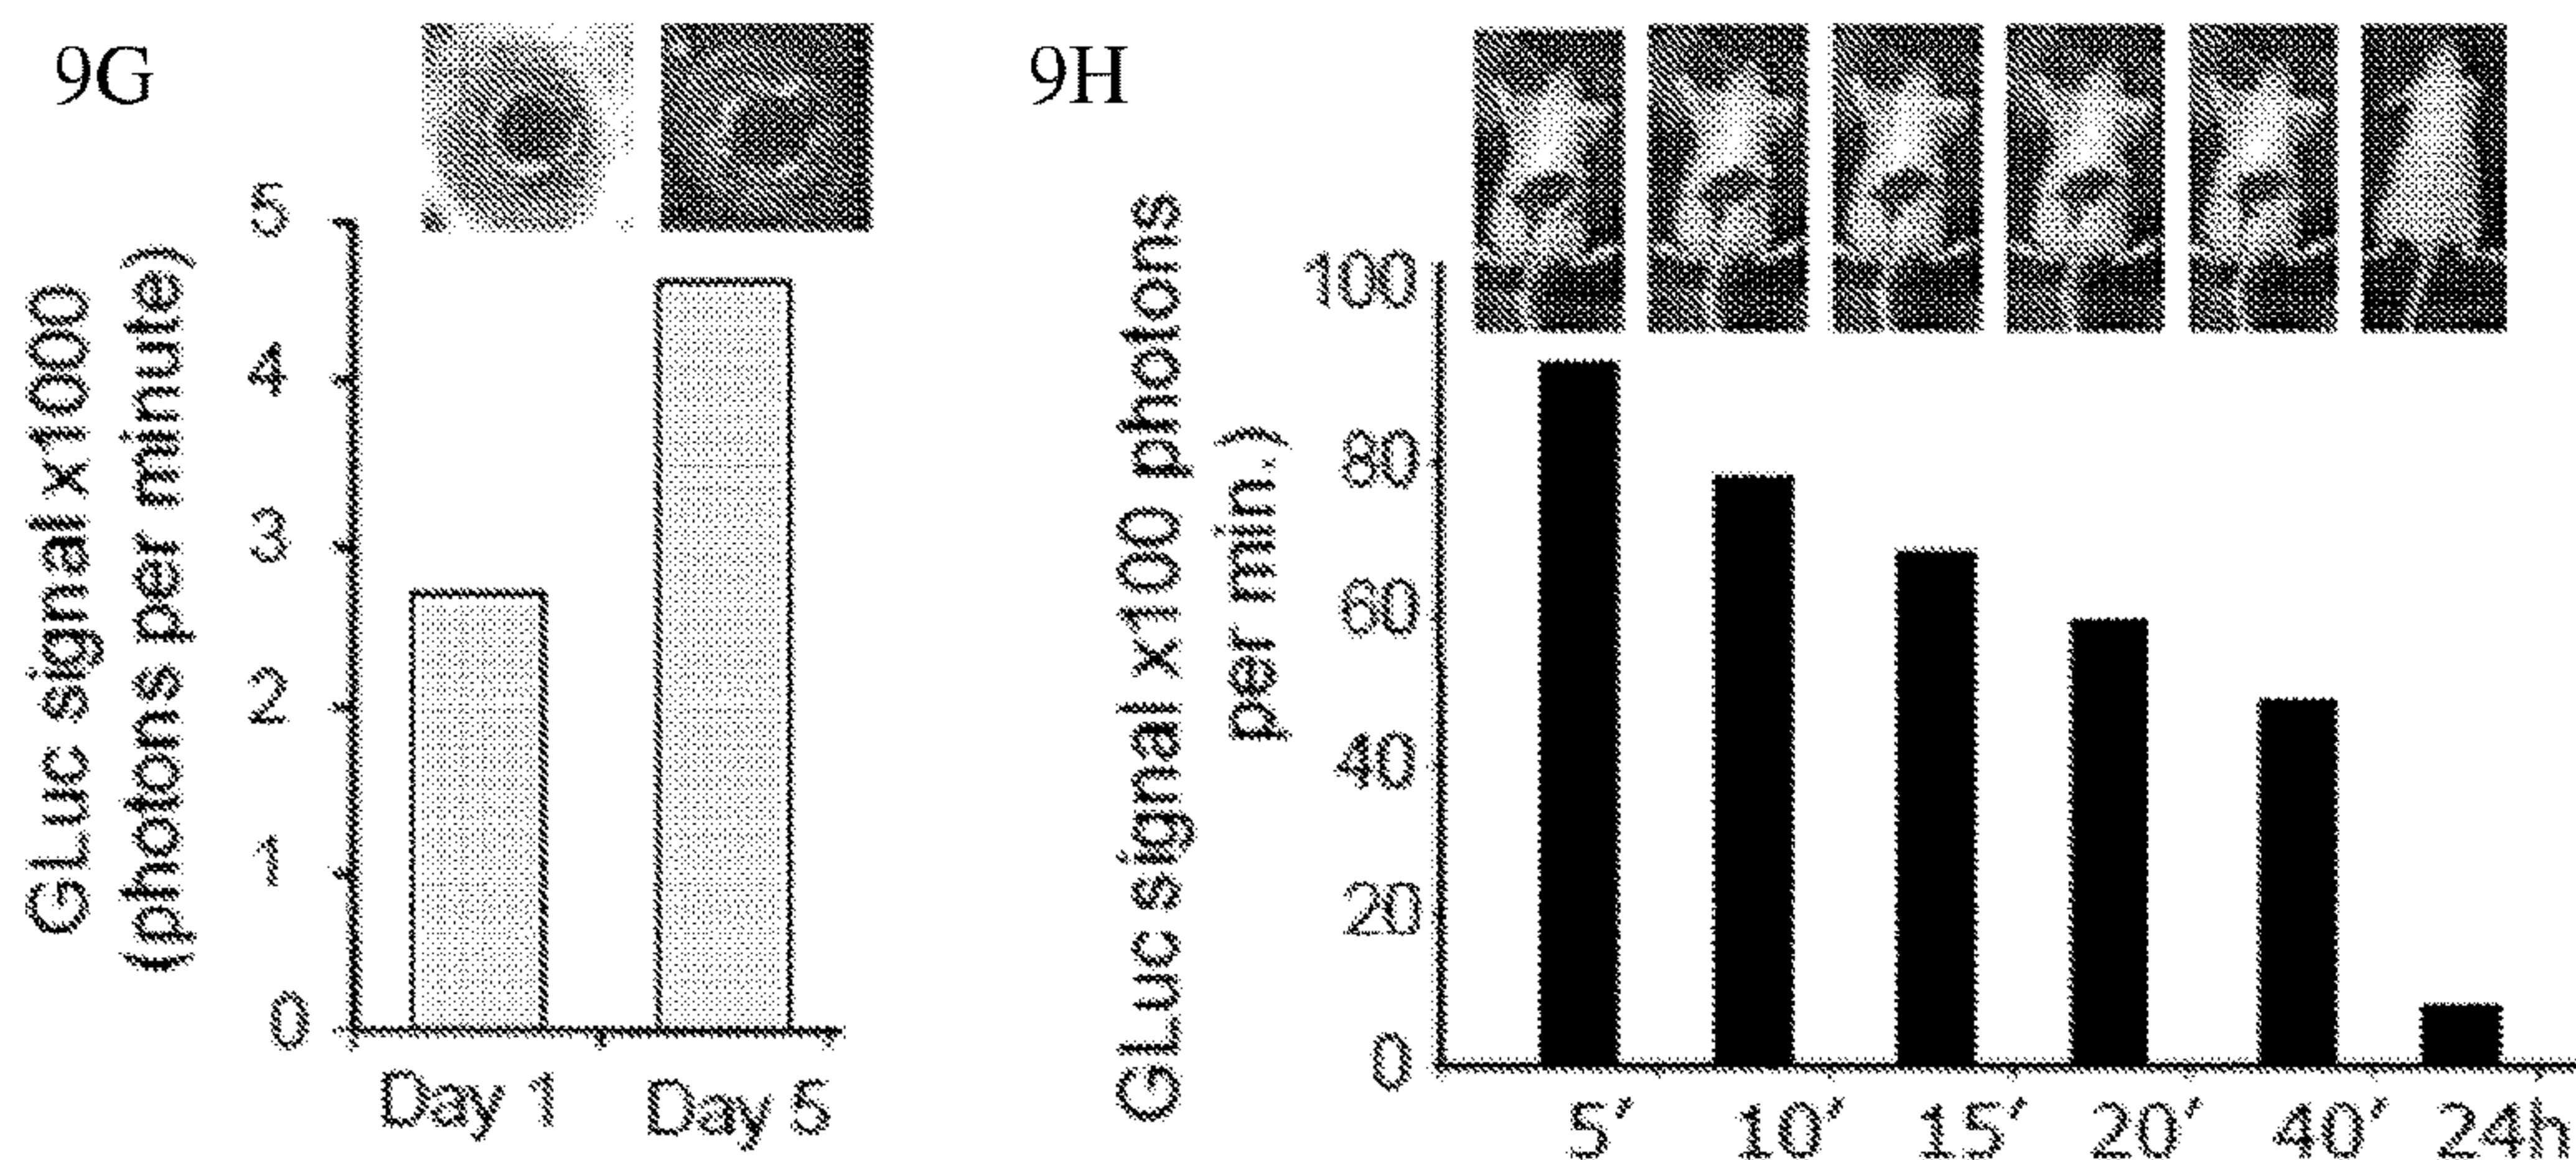 9G
GLuc signal x1000
(photons per minute)
5
4
3
2
1
0
Day 1 Day 5
9H
GLuc signal x100 photons
per min.)
100
80
60
40
20
0
5′ 10′ 15′ 20′ 40′ 24h